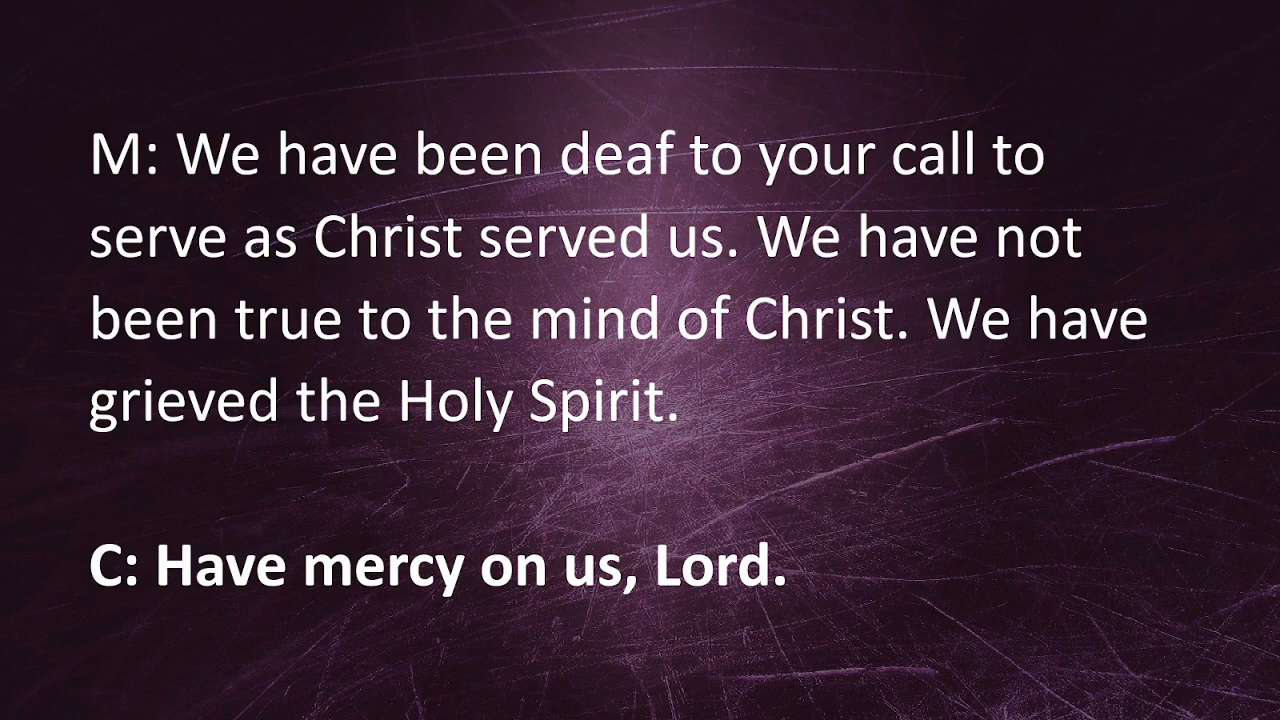 M: We have been deaf to your call to
serve as Christ served us. We have not
been true to the mind of Christ. We have
grieved the Holy Spirit.
C: Have mercy on us, Lord.